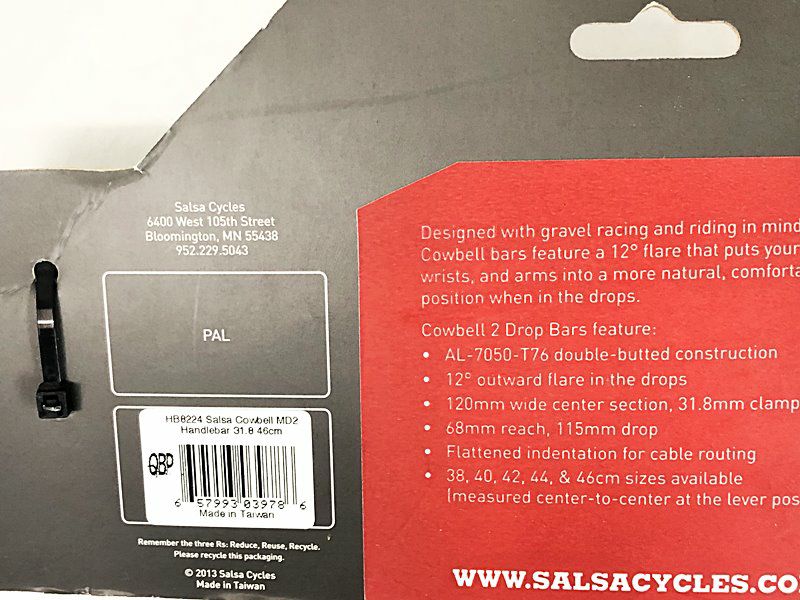 Salsa Cycles
6400 West 105th Street
Bloomington, MN 55438
952.229.5043
PAL
HB8224 Salsa Cowbell MD2
Handlebar 31.8 46cm
QBP
6 57993 03978 6
Made in Taiwan
Remember the three Rs: Reduce, Reuse, Recycle.
Please recycle this packaging.
© 2013 Salsa Cycles
Made in Taiwan
Designed with gravel racing and riding in mind
Cowbell bars feature a 12° flare that puts your
wrists, and arms into a more natural, comforta
position when in the drops.
Cowbell 2 Drop Bars feature:
• AL-7050-T76 double-butted construction
• 12° outward flare in the drops
• 120mm wide center section, 31.8mm clamp
• 68mm reach, 115mm drop
• Flattened indentation for cable routing
• 38, 40, 42, 44, & 46cm sizes available
(measured center-to-center at the lever pos
WWW.SALSACYCLES.CO